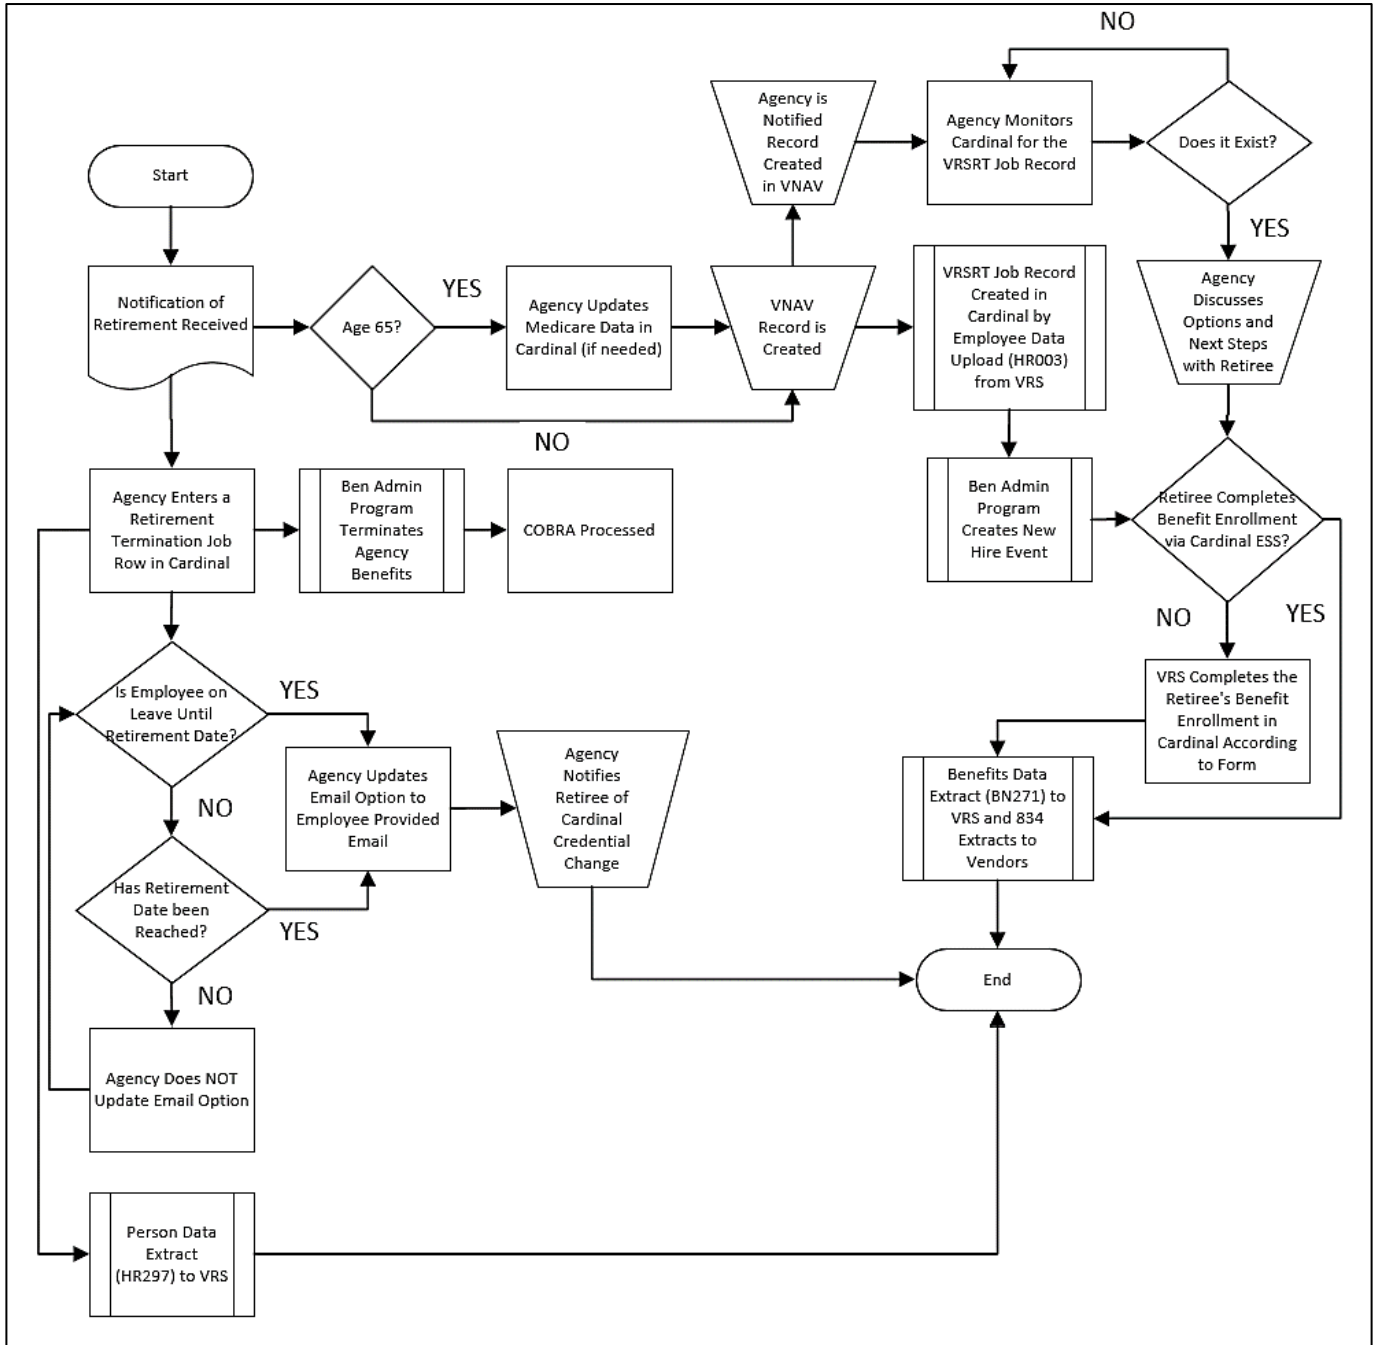 NO
Agency is
Notified
Record
Created
in VNAV
Agency Monitors
Cardinal for the
VRSRT Job Record
Does it Exist?
Start
YES
Notification of
Retirement Received
Age 65?
YES
Agency Updates
Medicare Data in
Cardinal (if needed)
VNAV
Record is
Created
VRSRT Job Record
Created in
Cardinal by
Employee Data
Upload (HR003)
from VRS
Agency
Discusses
Options and
Next Steps
with Retiree
NO
Agency Enters a
Retirement
Termination Job
Row in Cardinal
Ben Admin
Program
Terminates
Agency
Benefits
COBRA Processed
Ben Admin
Program
Creates New
Hire Event
Retiree Completes
Benefit Enrollment
via Cardinal ESS?
NO
YES
Is Employee on
Leave Until
Retirement Date?
YES
VRS Completes the
Retiree's Benefit
Enrollment in
Cardinal According
to Form
NO
Agency Updates
Email Option to
Employee Provided
Email
Agency
Notifies
Retiree of
Cardinal
Credential
Change
Benefits Data
Extract (BN271) to
VRS and 834
Extracts to
Vendors
Has Retirement
Date been
Reached?
YES
NO
End
Agency Does NOT
Update Email Option
Person Data
Extract
(HR297) to VRS